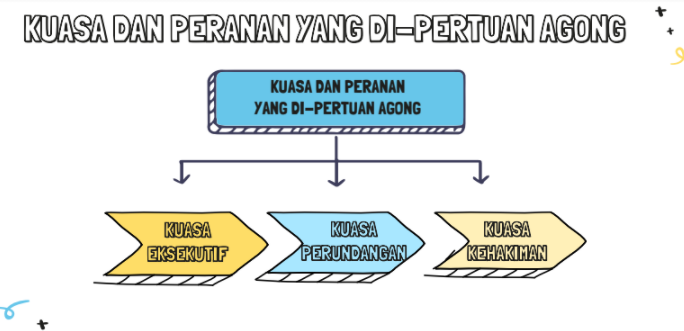 KUASA DAN PERANAN YANG DI-PERTUAN AGONG
KUASA DAN PERANAN
YANG DI-PERTUAN AGONG
KUASA
EKSEKUTIF
KUASA
PERUNDANGAN
KUASA
KEHAKIMAN